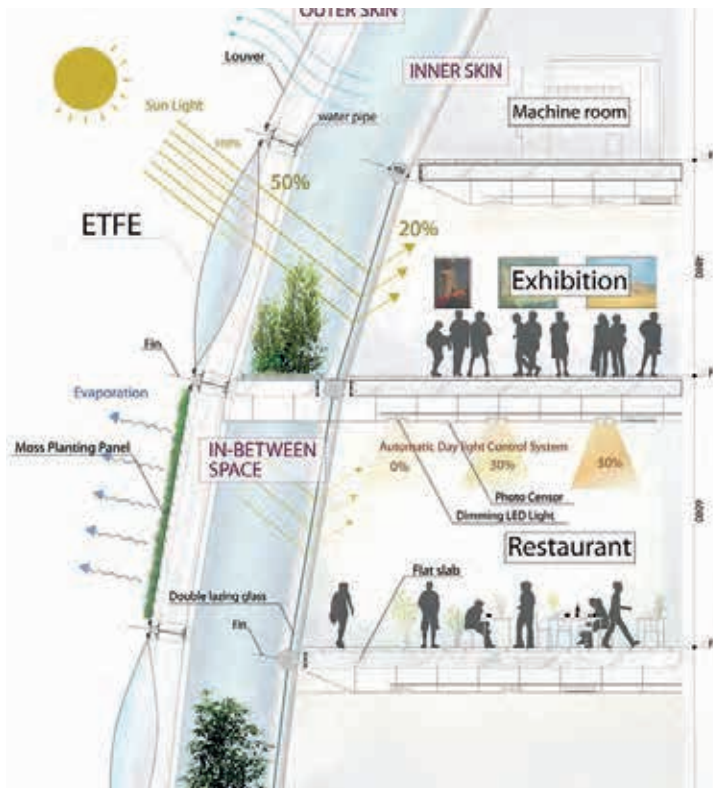 OUTER SKIN
Louver
INNER SKIN
Machine room
Sun Light
water pipe
100%
50%
ETFE
20%
Exhibition
4800
Fin
Evaporation
Moss Planting Panel
IN-BETWEEN
SPACE
Automatic Day light Control System
0%
30%
50%
Photo Censor
Dimming LED Light
6000
Restaurant
Flat slab
Double lazing glass
Fin